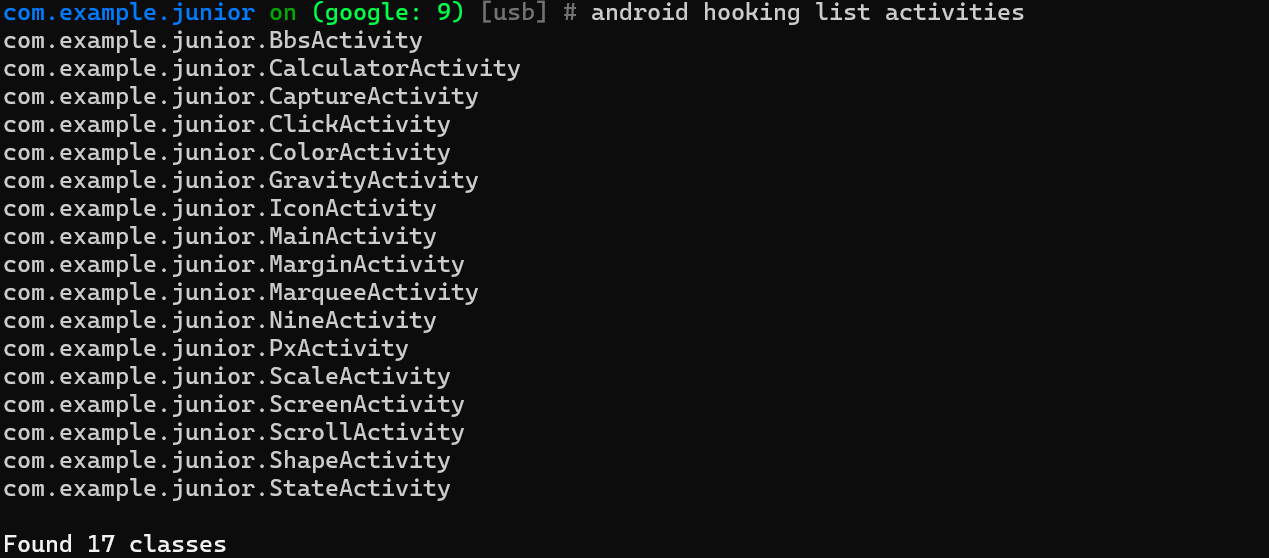 com.example.junior on (google: 9) [usb] # android hooking list activities
com.example.junior.BbsActivity
com.example.junior.CalculatorActivity
com.example.junior.CaptureActivity
com.example.junior.ClickActivity
com.example.junior.ColorActivity
com.example.junior.GravityActivity
com.example.junior.IconActivity
com.example.junior.MainActivity
com.example.junior.MarginActivity
com.example.junior.MarqueeActivity
com.example.junior.NineActivity
com.example.junior.PxActivity
com.example.junior.ScaleActivity
com.example.junior.ScreenActivity
com.example.junior.ScrollActivity
com.example.junior.ShapeActivity
com.example.junior.StateActivity
Found 17 classes